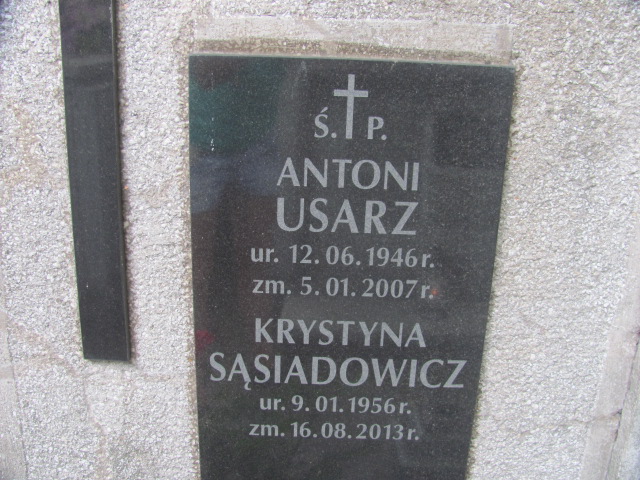 Ś. P.
ANTONI
USARZ
ur. 12.06.1946 r.
zm. 5.01.2007 r.
KRYSTYNA
SĄSIADOWICZ
ur. 9.01.1956 r.
zm. 16.08.2013 r.